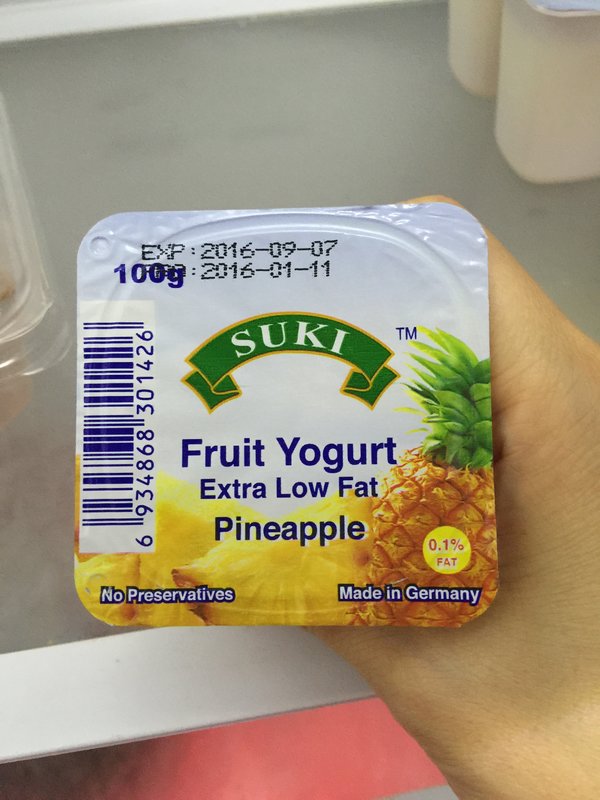 EXP:2016-09-07
100g :2016-01-11
SUKI
TM
Fruit Yogurt
Extra Low Fat
Pineapple
0.1%
FAT
No Preservatives
Made in Germany
6 934868 301426